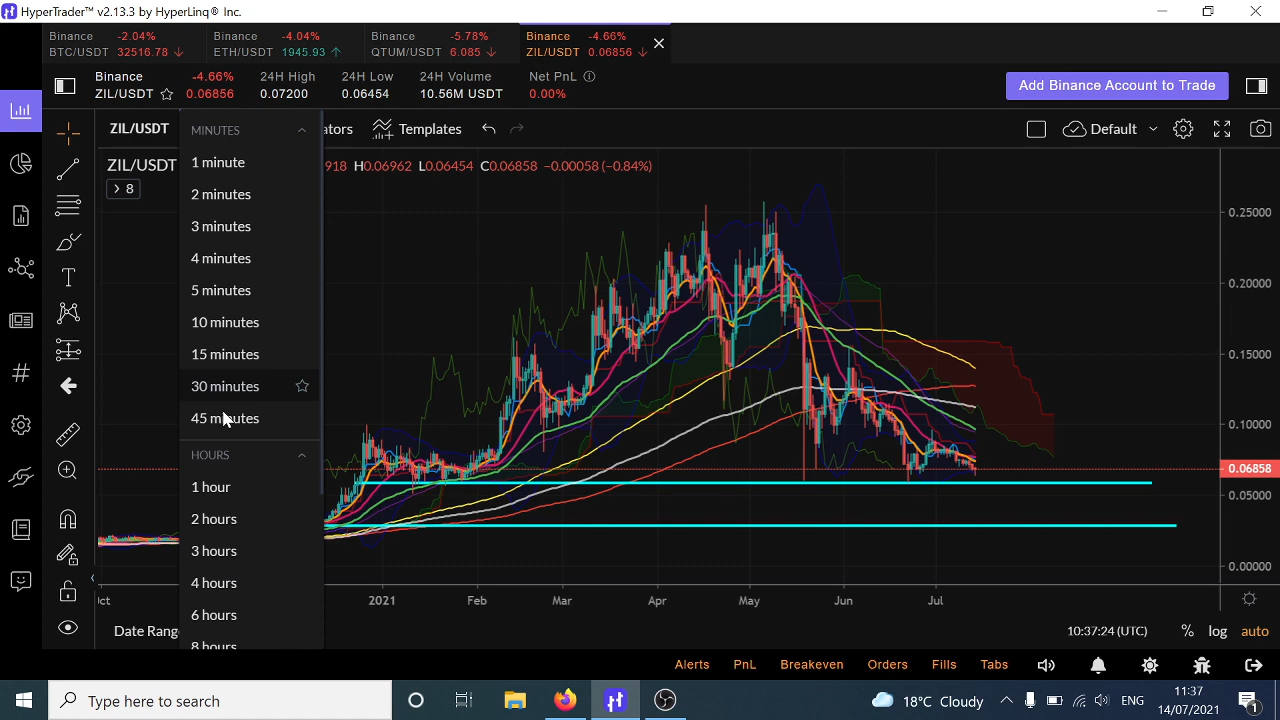 HyperTrader™ v2.13.3 by HyperLinq® Inc.
Binance -2.04% Binance -4.04% Binance -5.78% Binance -4.66%
BTC/USDT 32516.78 ↓ ETH/USDT 1945.93 ↑ QTUM/USDT 6.085 ↓ ZIL/USDT 0.06856 ↓
Binance -4.66% 24H High 24H Low 24H Volume Net PnL
ZIL/USDT 0.06856 0.07200 0.06454 10.56M USDT 0.00%
Add Binance Account to Trade
ZIL/USDT MINUTES ators Templates Default
ZIL/USDT 918 H0.06962 L0.06454 C0.06858 −0.00058 (−0.84%)
8
1 minute
2 minutes
3 minutes
4 minutes
5 minutes
10 minutes
15 minutes
30 minutes
45 minutes
HOURS
1 hour
2 hours
3 hours
4 hours
6 hours
8 hours
0.25000
0.20000
0.15000
0.10000
0.06858
0.05000
0.00000
ct 2021 Feb Mar Apr May Jun Jul
Date Rang 10:37:24 (UTC) % log auto
Alerts PnL Breakeven Orders Fills Tabs
Type here to search 18°C Cloudy ENG 11:37
14/07/2021 1